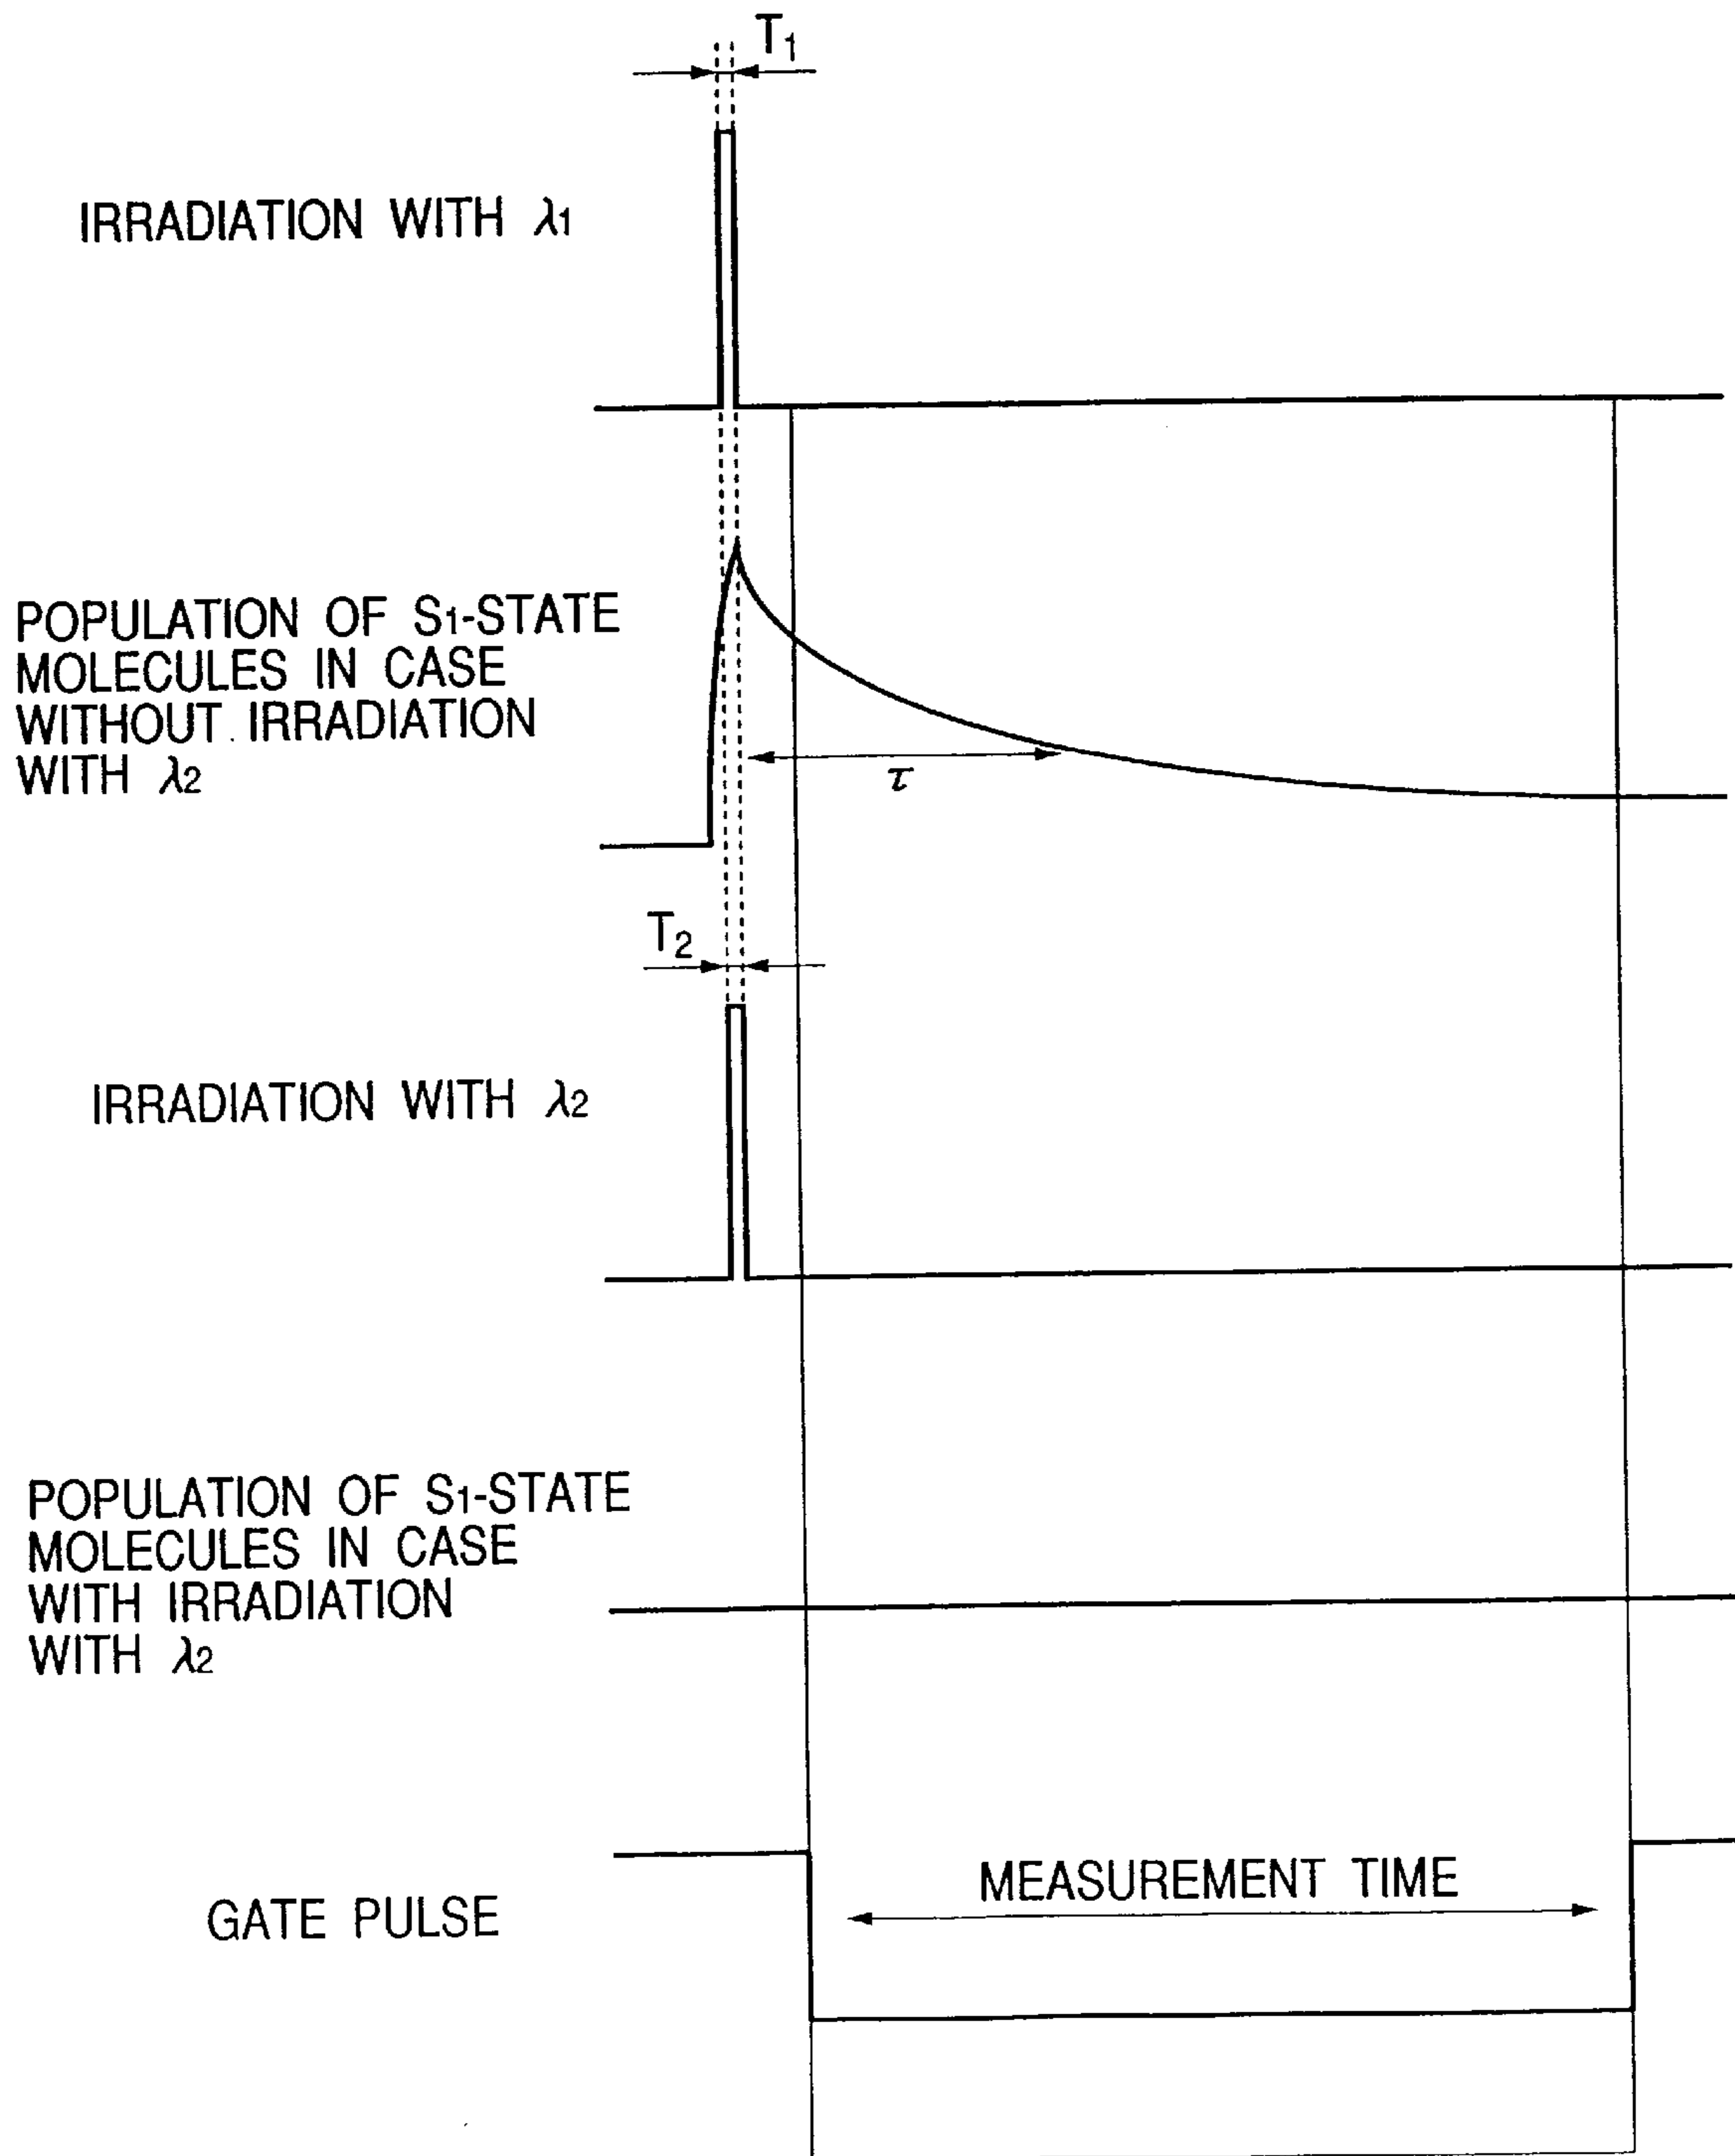 T₁
IRRADIATION WITH λ₁
POPULATION OF S₁-STATE
MOLECULES IN CASE
WITHOUT IRRADIATION
WITH λ₂
τ
T₂
IRRADIATION WITH λ₂
POPULATION OF S₁-STATE
MOLECULES IN CASE
WITH IRRADIATION
WITH λ₂
MEASUREMENT TIME
GATE PULSE